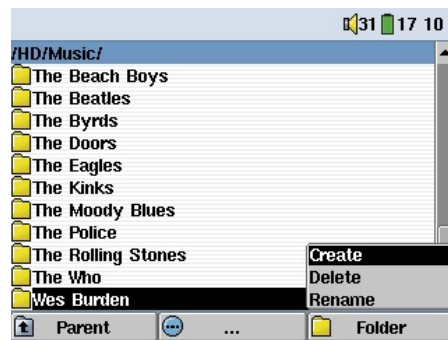 31 17 10
/HD/Music/
The Beach Boys
The Beatles
The Byrds
The Doors
The Eagles
The Kinks
The Moody Blues
The Police
The Rolling Stones
The Who
Wes Burden
Create
Delete
Rename
Parent ... Folder